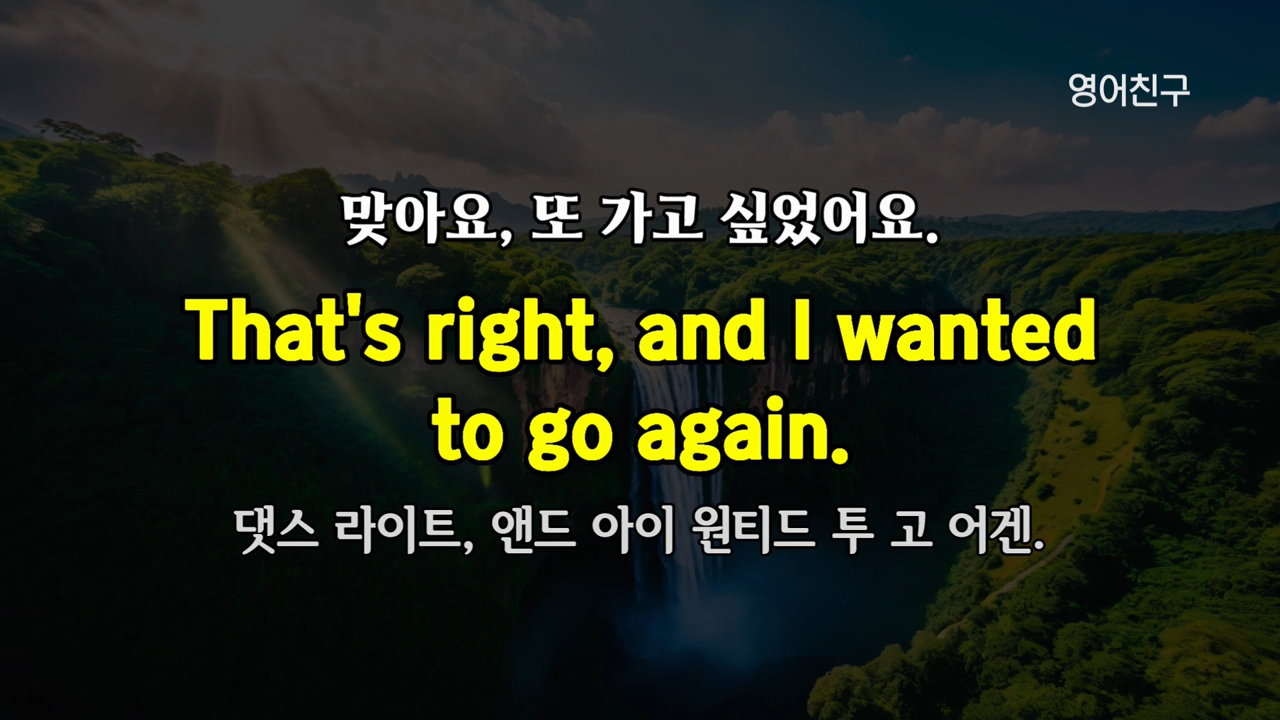 영어친구
맞아요, 또 가고 싶었어요.
That's right, and I wanted
to go again.
댓스 라이트, 앤드 아이 원티드 투 고 어겐.